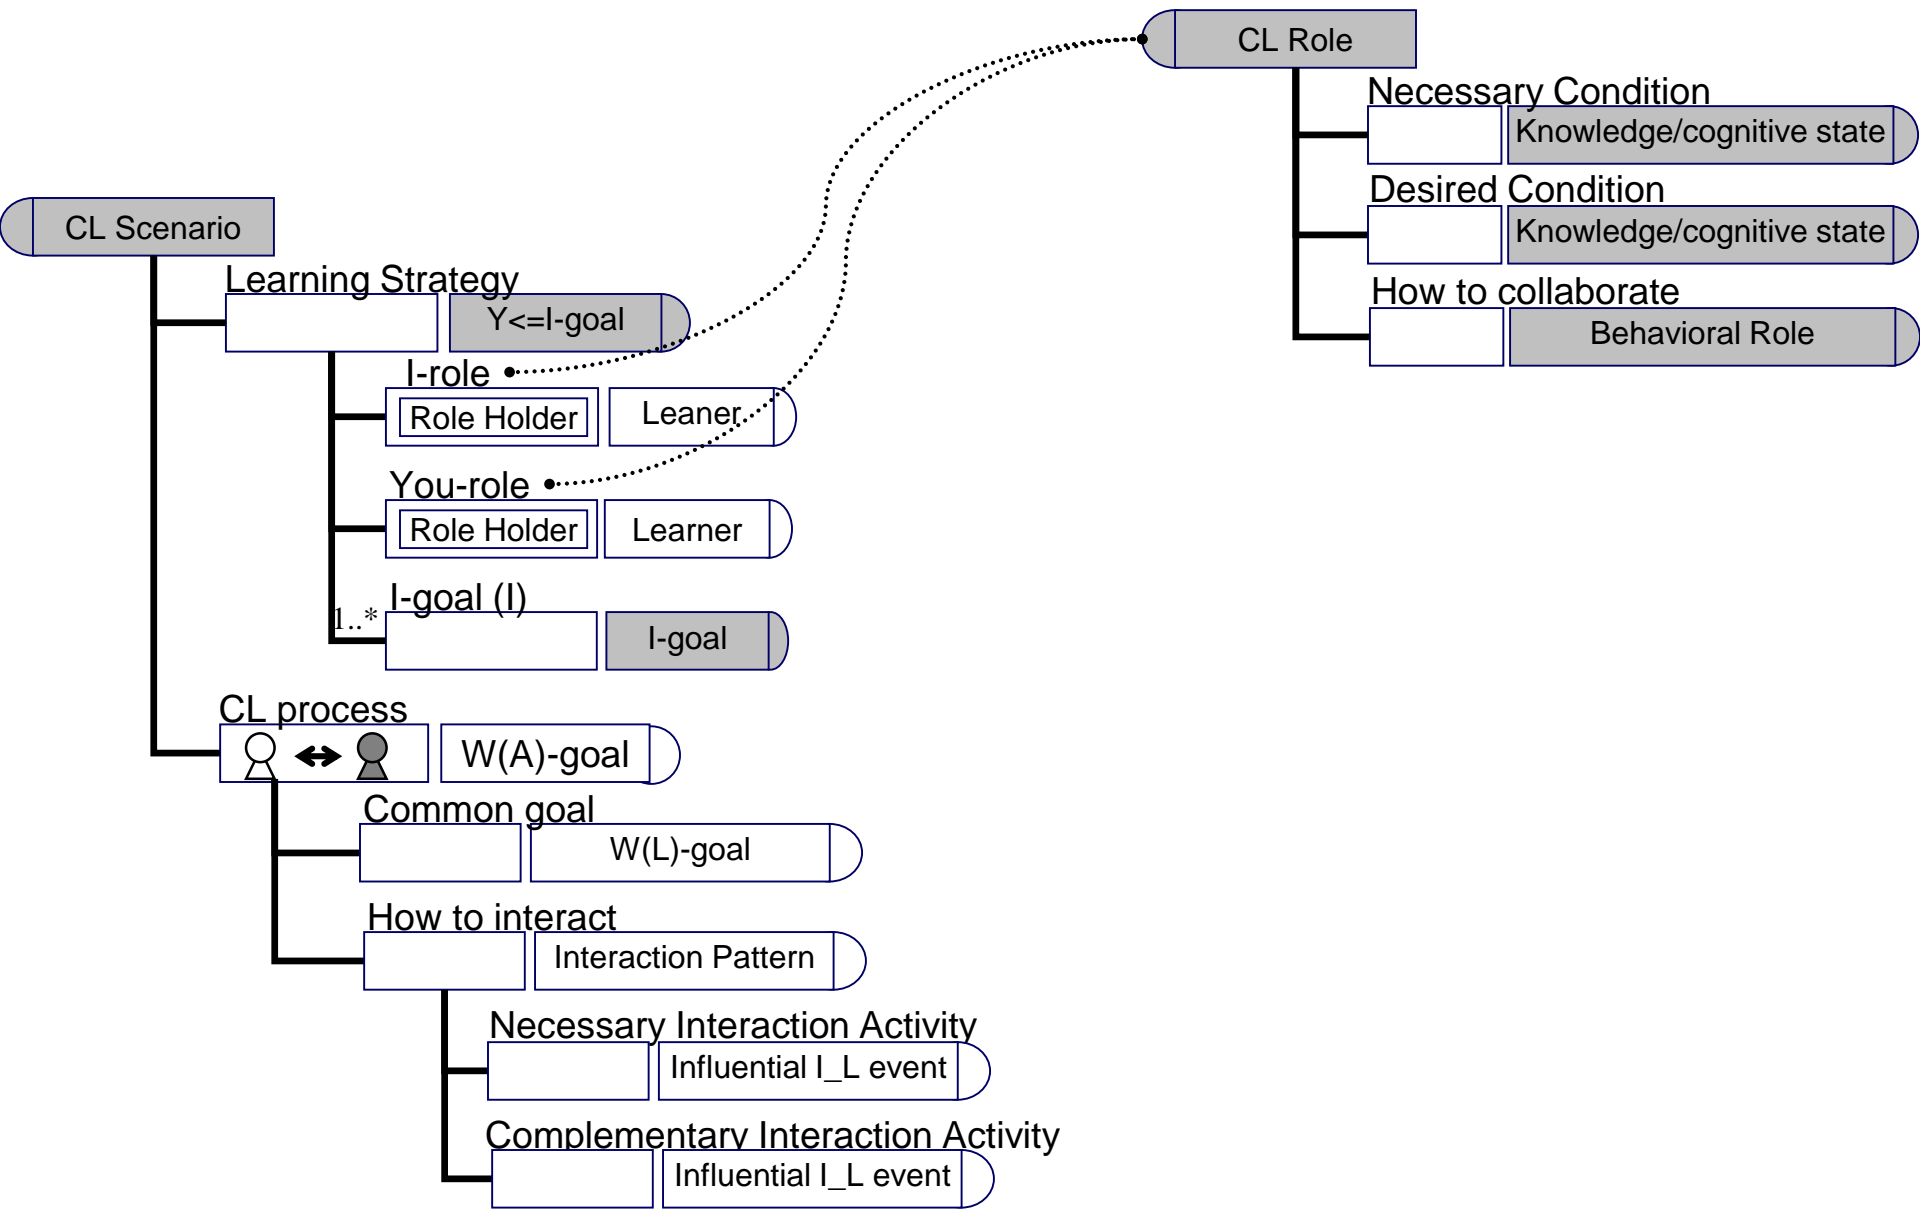 CL Role
Necessary Condition
Knowledge/cognitive state
Desired Condition
Knowledge/cognitive state
How to collaborate
Behavioral Role
CL Scenario
Learning Strategy
Y<=I-goal
I-role
Role Holder
Leaner
You-role
Role Holder
Learner
I-goal (I)
1..*
I-goal
CL process
W(A)-goal
Common goal
W(L)-goal
How to interact
Interaction Pattern
Necessary Interaction Activity
Influential I_L event
Complementary Interaction Activity
Influential I_L event